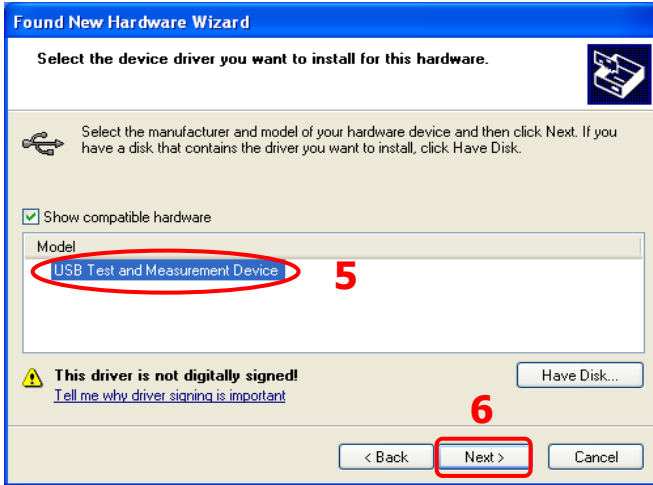 Found New Hardware Wizard
Select the device driver you want to install for this hardware.
Select the manufacturer and model of your hardware device and then click Next. If you
have a disk that contains the driver you want to install, click Have Disk.
Show compatible hardware
Model
USB Test and Measurement Device
5
This driver is not digitally signed!
Have Disk...
Tell me why driver signing is important
6
< Back
Next >
Cancel